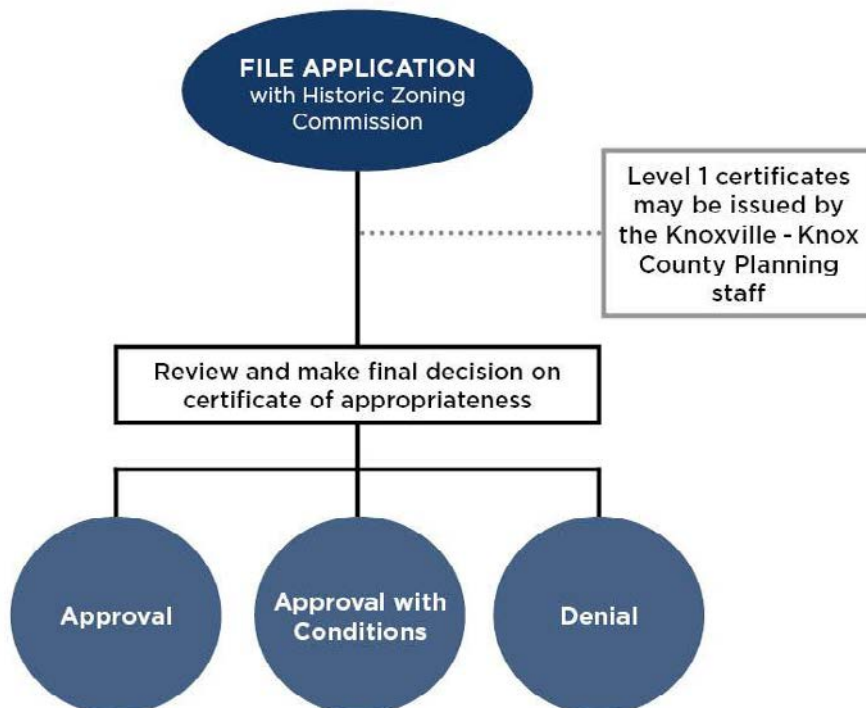 FILE APPLICATION
with Historic Zoning
Commission
Level 1 certificates
may be issued by
the Knoxville - Knox
County Planning
staff
Review and make final decision on
certificate of appropriateness
Approval
Approval with
Conditions
Denial